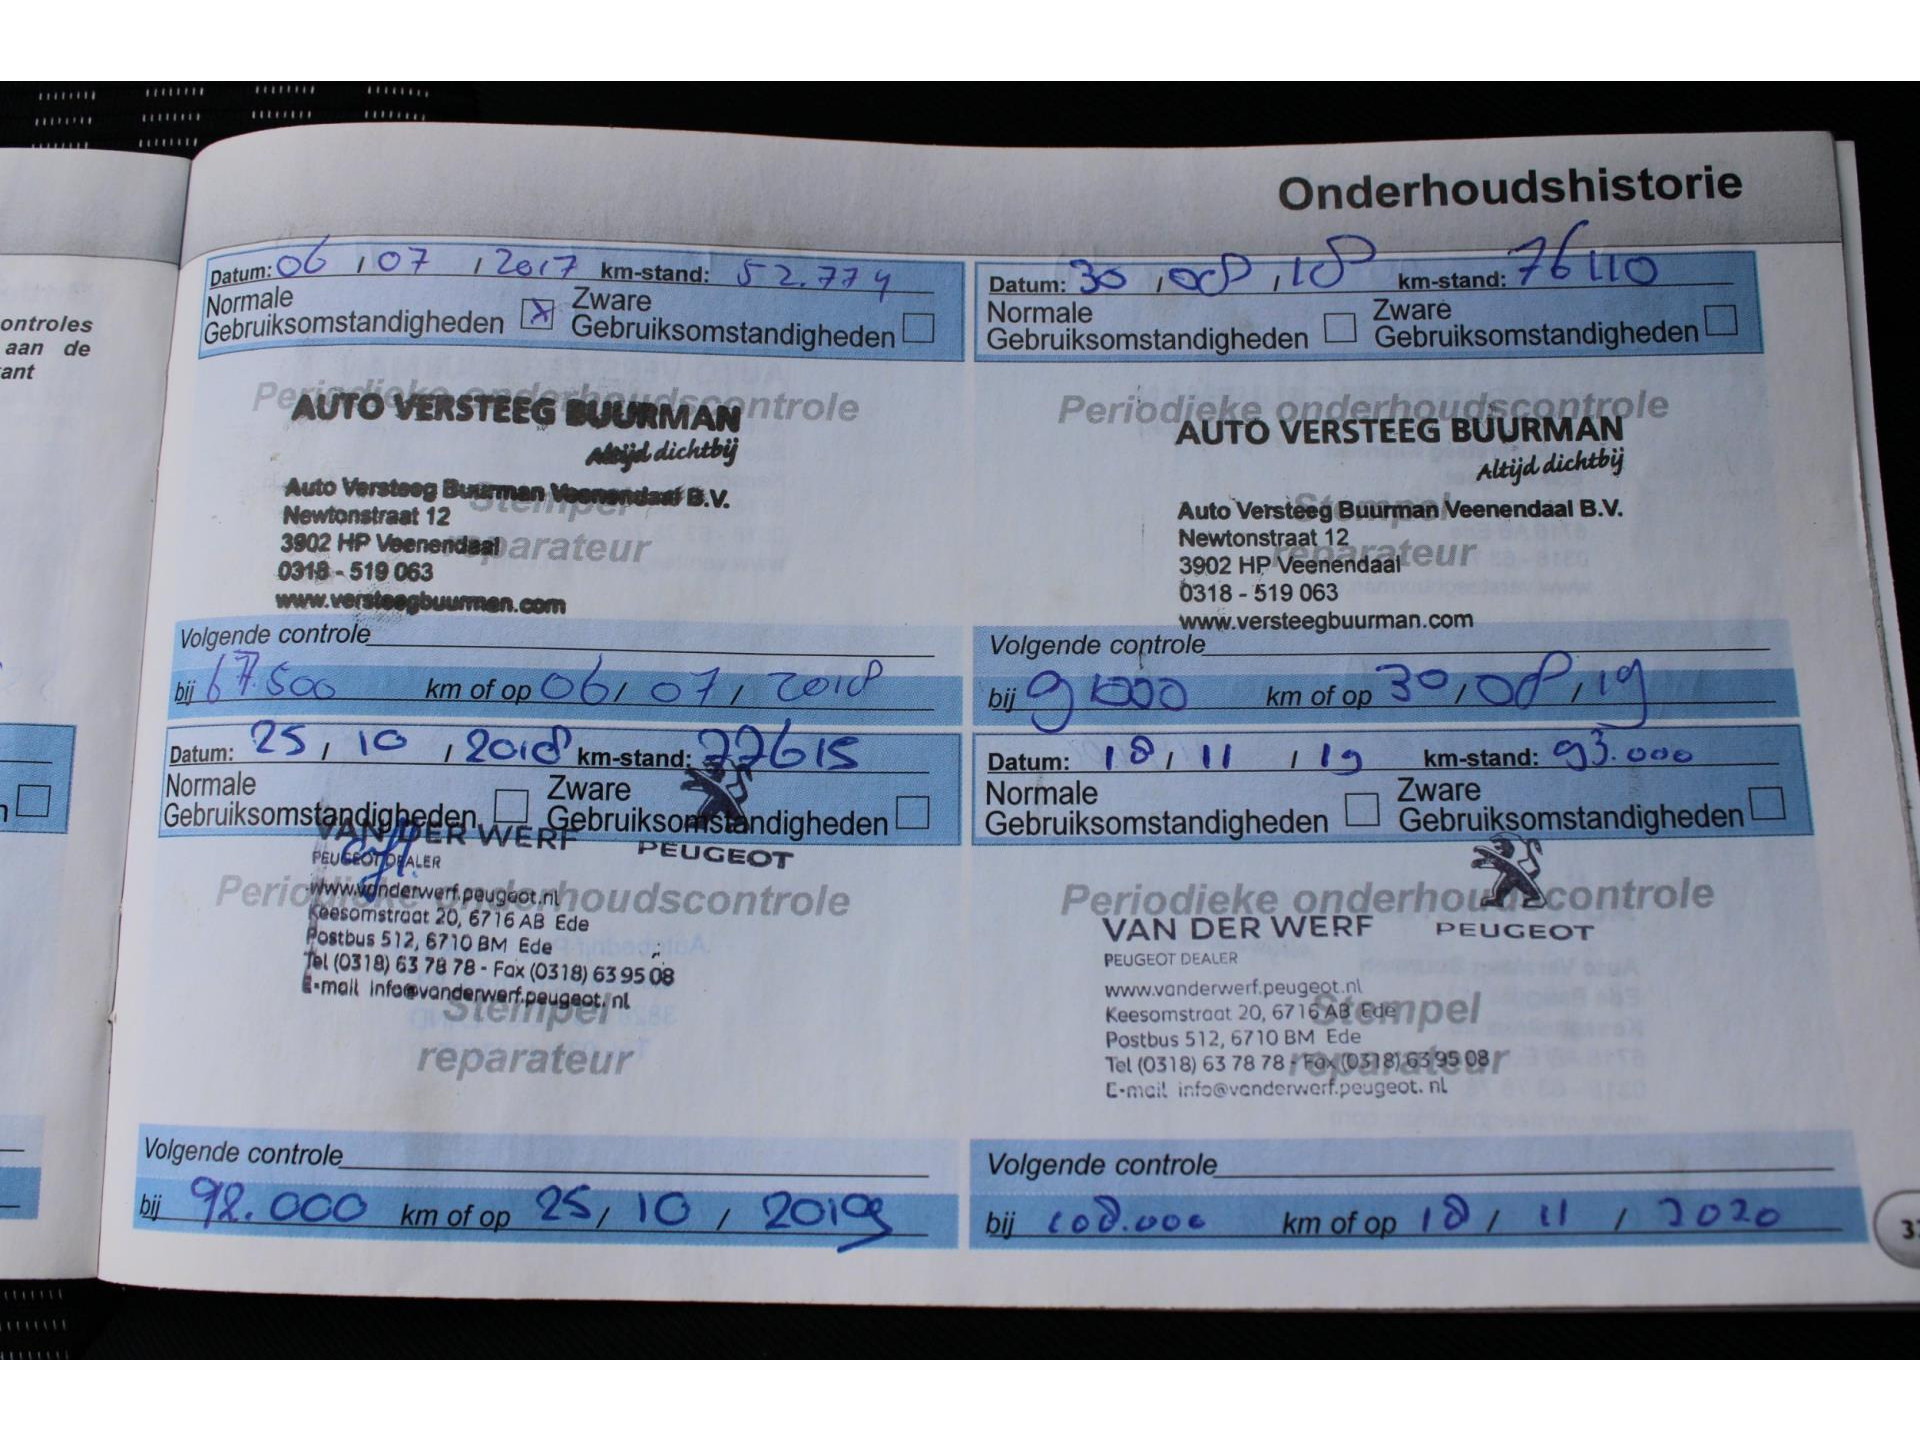 ontroles
aan de
ant
Onderhoudshistorie
Datum: 06 / 07 / 2017 km-stand: 52.774
Normale Gebruiksomstandigheden x Zware Gebruiksomstandigheden
Periodieke onderhoudscontrole
AUTO VERSTEEG BUURMAN
Altijd dichtbij
Auto Versteeg Buurman Veenendaal B.V.
Newtonstraat 12
3902 HP Veenendaal
0318 - 519 063
www.versteegbuurman.com
Stempel
reparateur
Volgende controle
bij 67.500 km of op 06 / 07 / 2018
Datum: 30 / 08 / 18 km-stand: 76110
Normale Gebruiksomstandigheden Zware Gebruiksomstandigheden
Periodieke onderhoudscontrole
AUTO VERSTEEG BUURMAN
Altijd dichtbij
Auto Versteeg Buurman Veenendaal B.V.
Newtonstraat 12
3902 HP Veenendaal
0318 - 519 063
www.versteegbuurman.com
Stempel
reparateur
Volgende controle
bij 91000 km of op 30 / 08 / 19
Datum: 25 / 10 / 2018 km-stand: 77615
Normale Gebruiksomstandigheden Zware Gebruiksomstandigheden
VAN DER WERF PEUGEOT
PEUGEOT DEALER
Periodieke onderhoudscontrole
www.vanderwerf.peugeot.nl
Keesomstraat 20, 6716 AB Ede
Postbus 512, 6710 BM Ede
Tel (0318) 63 78 78 - Fax (0318) 63 95 08
E-mail info@vanderwerf.peugeot.nl
Stempel
reparateur
Volgende controle
bij 92.000 km of op 25 / 10 / 2019
Datum: 18 / 11 / 19 km-stand: 93.000
Normale Gebruiksomstandigheden Zware Gebruiksomstandigheden
Periodieke onderhoudscontrole
VAN DER WERF PEUGEOT
PEUGEOT DEALER
www.vanderwerf.peugeot.nl
Keesomstraat 20, 6716 AB Ede
Postbus 512, 6710 BM Ede
Tel (0318) 63 78 78 - Fax (0318) 63 95 08
E-mail info@vanderwerf.peugeot.nl
Stempel
reparateur
Volgende controle
bij 108.000 km of op 18 / 11 / 2020